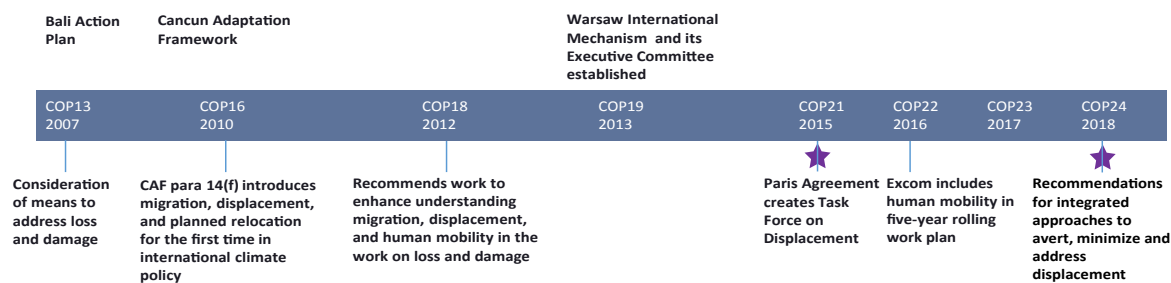 Bali Action
Plan
Cancun Adaptation
Framework
Warsaw International
Mechanism and its
Executive Committee
established
COP13
2007
COP16
2010
COP18
2012
COP19
2013
COP21
2015
COP22
2016
COP23
2017
COP24
2018
Consideration
of means to
address loss
and damage
CAF para 14(f) introduces
migration, displacement,
and planned relocation
for the first time in
international climate
policy
Recommends work to
enhance understanding
migration, displacement,
and human mobility in the
work on loss and damage
Paris Agreement
creates Task
Force on
Displacement
Excom includes
human mobility in
five-year rolling
work plan
Recommendations
for integrated
approaches to
avert, minimize and
address
displacement